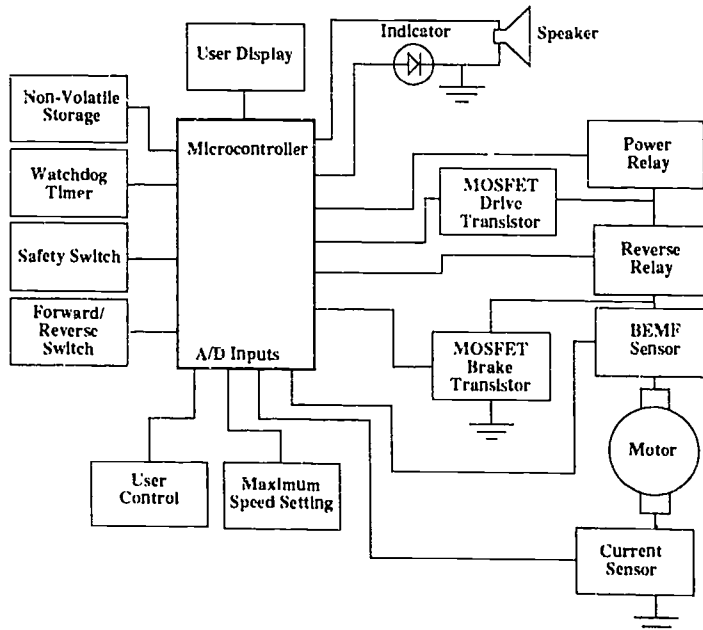 Indicator
Speaker
User Display
Non-Volatile
Storage
Microcontroller
Power
Relay
Watchdog
Timer
MOSFET
Drive
Transistor
Safety Switch
Reverse
Relay
Forward/
Reverse
Switch
BEMF
Sensor
A/D Inputs
MOSFET
Brake
Transistor
Motor
User
Control
Maximum
Speed Setting
Current
Sensor